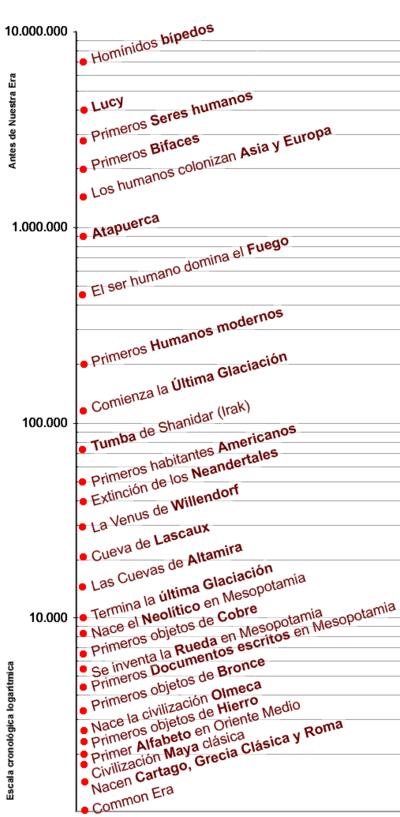 10.000.000
Homínidos bípedos
Antes de Nuestra Era
Lucy
Primeros Seres humanos
Primeros Bifaces
Los humanos colonizan Asia y Europa
1.000.000
Atapuerca
El ser humano domina el Fuego
Primeros Humanos modernos
Comienza la Última Glaciación
100.000
Tumba de Shanidar (Irak)
Primeros habitantes Americanos
Extinción de los Neandertales
La Venus de Willendorf
Cueva de Lascaux
Las Cuevas de Altamira
10.000
Termina la última Glaciación
Nace el Neolítico en Mesopotamia
Primeros objetos de Cobre
Se inventa la Rueda en Mesopotamia
Primeros Documentos escritos en Mesopotamia
Primeros objetos de Bronce
Nace la civilización Olmeca
Primeros objetos de Hierro
Primer Alfabeto en Oriente Medio
Civilización Maya clásica
Nacen Cartago, Grecia Clásica y Roma
Common Era
Escala cronológica logarítmica